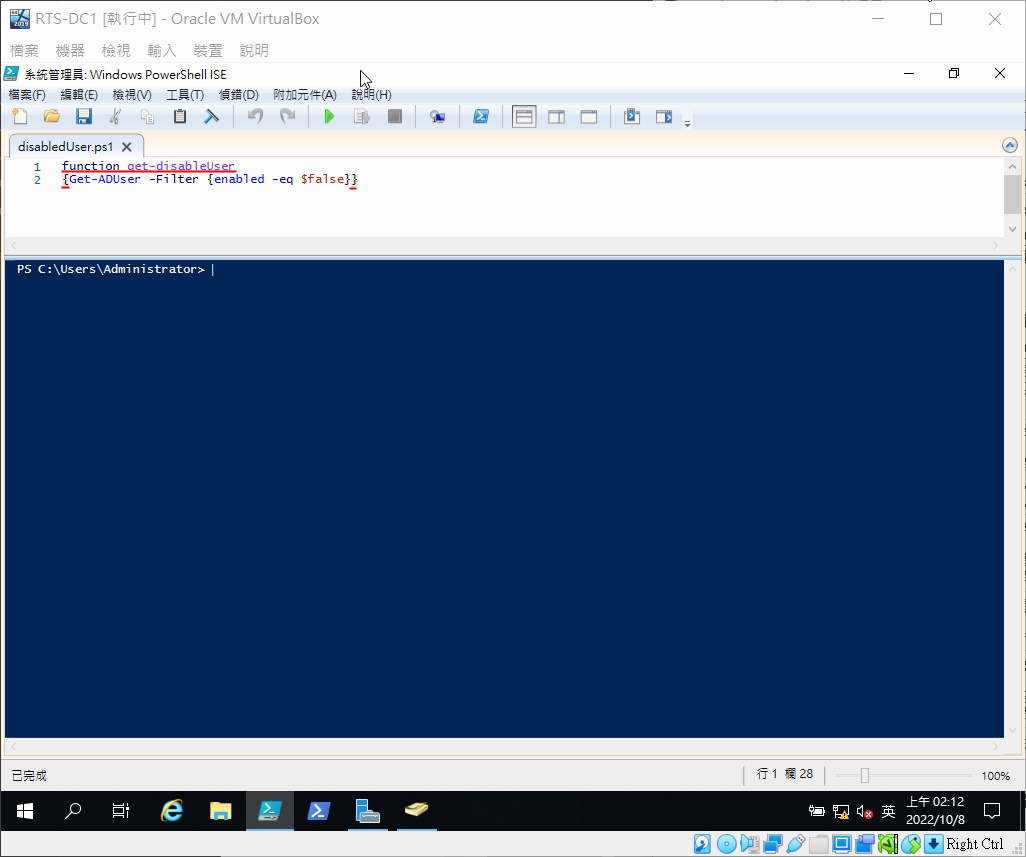 RTS-DC1 [執行中] - Oracle VM VirtualBox
檔案 機器 檢視 輸入 裝置 說明
系統管理員: Windows PowerShell ISE
檔案(F) 編輯(E) 檢視(V) 工具(T) 偵錯(D) 附加元件(A) 說明(H)
disabledUser.ps1
1 function get-disableUser
2 {Get-ADUser -Filter {enabled -eq $false}}
PS C:\Users\Administrator>
已完成 行 1 欄 28 100%
英 上午 02:12
2022/10/8
Right Ctrl